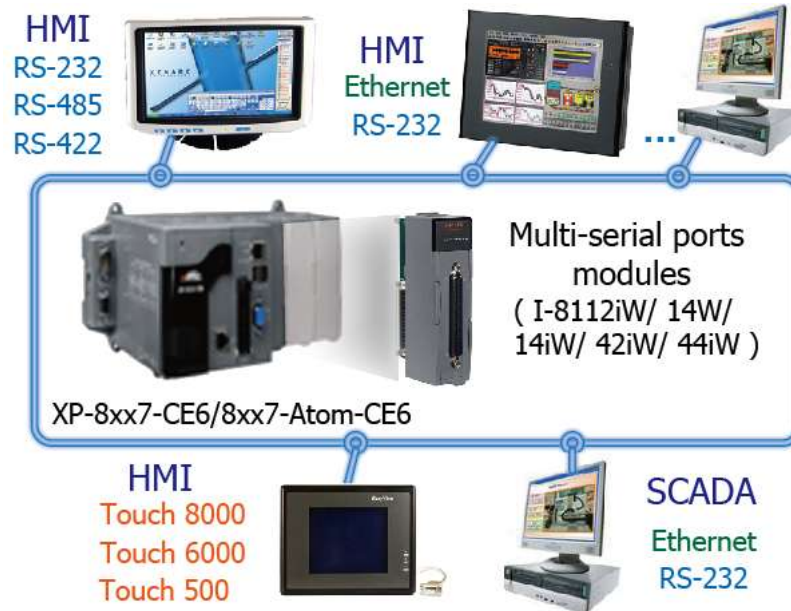 HMI
RS-232
RS-485
RS-422
XENARC
HMI
Ethernet
RS-232
...
Multi-serial ports
modules
( I-8112iW/ 14W/
14iW/ 42iW/ 44iW )
XP-8xx7-CE6/8xx7-Atom-CE6
HMI
Touch 8000
Touch 6000
Touch 500
SCADA
Ethernet
RS-232